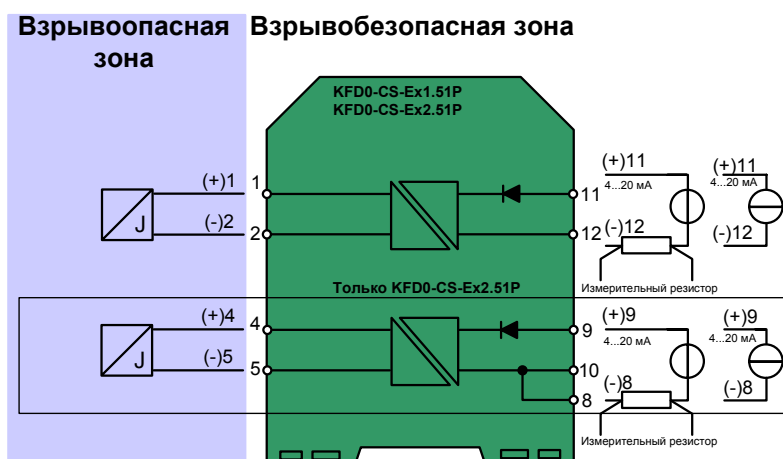 Взрывоопасная зона
Взрывобезопасная зона
KFD0-CS-Ex1.51P
KFD0-CS-Ex2.51P
(+)1
1
J
(-)2
2
11
12
(+)11
4...20 мА
(-)12
Измерительный резистор
(+)11
4...20 мА
(-)12
Только KFD0-CS-Ex2.51P
(+)4
4
J
(-)5
5
9
10
8
(+)9
4...20 мА
(-)8
Измерительный резистор
(+)9
4...20 мА
(-)8